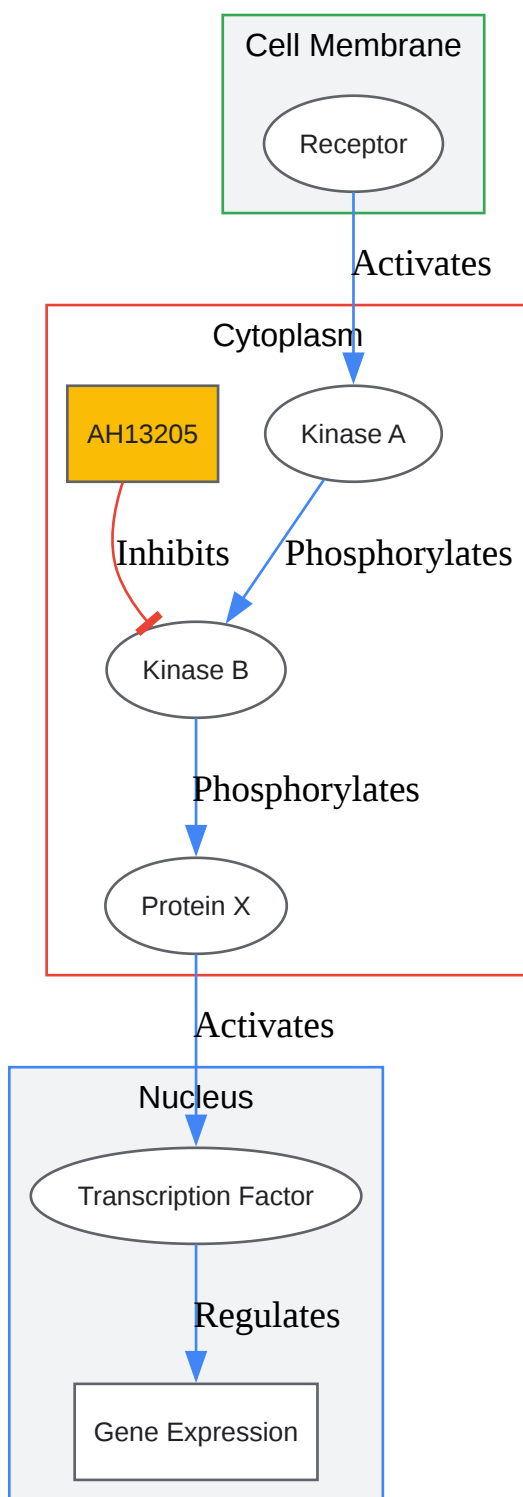 Cell Membrane
Receptor
Activates
Cytoplasm
AH13205
Kinase A
Inhibits
Phosphorylates
Kinase B
Phosphorylates
Protein X
Activates
Nucleus
Transcription Factor
Regulates
Gene Expression